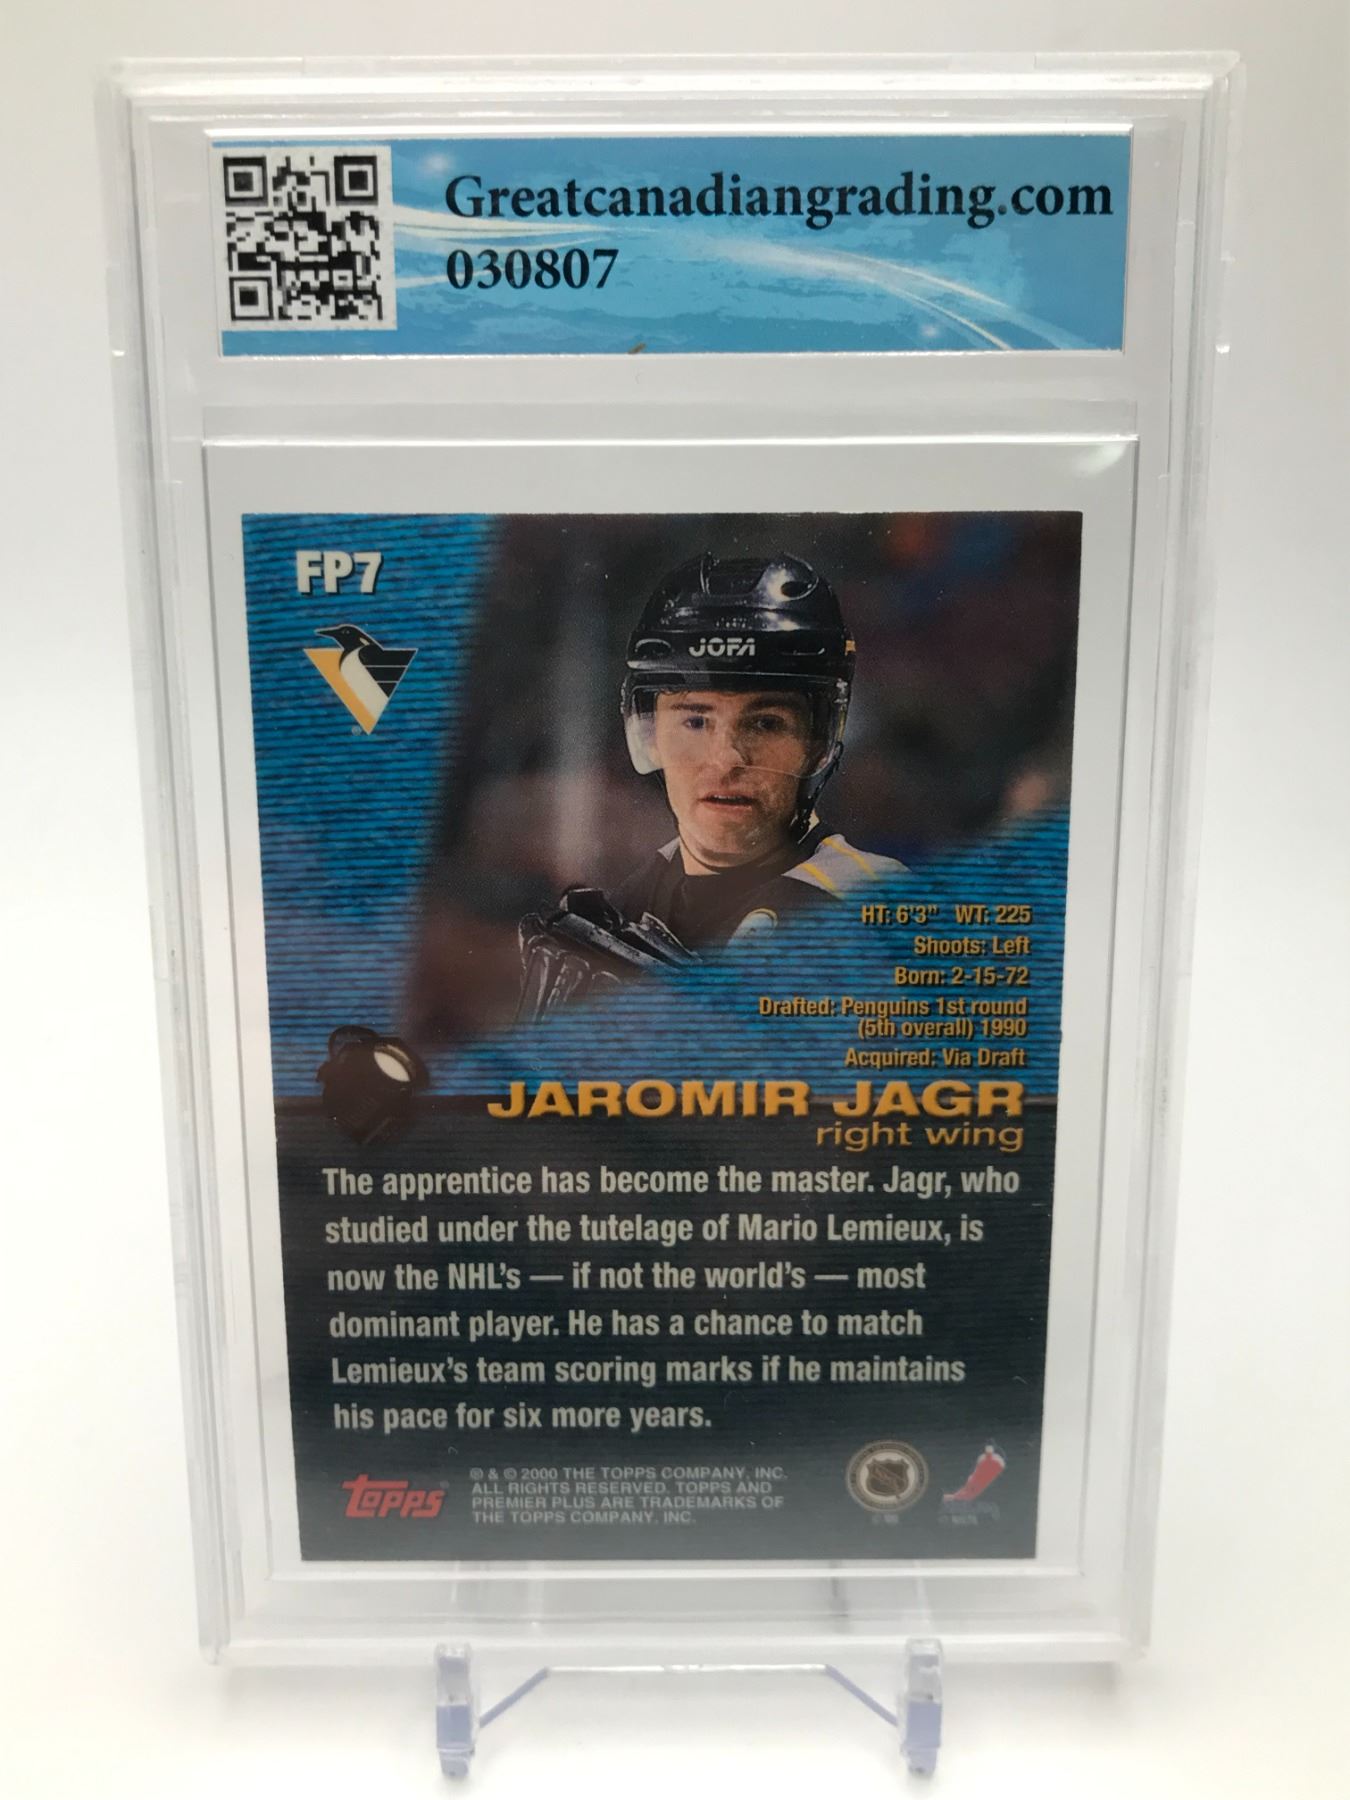 Greatcanadiangrading.com
030807
FP7
JOFA
HT: 6'3" WT: 225
Shoots: Left
Born: 2-15-72
Drafted: Penguins 1st round
(5th overall) 1990
Acquired: Via Draft
JAROMIR JAGR
right wing
The apprentice has become the master. Jagr, who
studied under the tutelage of Mario Lemieux, is
now the NHL's — if not the world's — most
dominant player. He has a chance to match
Lemieux's team scoring marks if he maintains
his pace for six more years.
Topps
© & © 2000 THE TOPPS COMPANY, INC.
ALL RIGHTS RESERVED. TOPPS AND
PREMIER PLUS ARE TRADEMARKS OF
THE TOPPS COMPANY, INC.